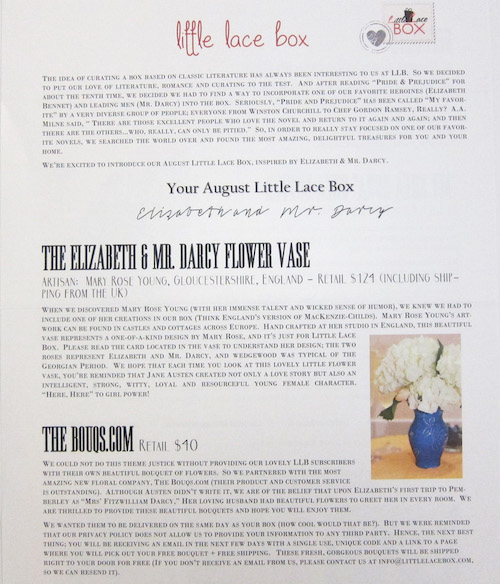 little lace box
Little Lace
BOX
The idea of curating a box based on classic literature has always been interesting to us at LLB. So we decided
to put our love of literature, romance and curating to the test. And after reading “Pride & Prejudice” for
about the tenth time, we decided we had to find a way to incorporate one of our favorite heroines (Elizabeth
Bennet) and leading men (Mr. Darcy) into the box. Seriously, “Pride and Prejudice” has been called “My favor-
ite” by a very diverse group of people; everyone from Winston Churchill to Chef Gordon Ramsey, Really? A.A.
Milne said, “ There are those excellent people who love the novel and return to it again and again; and then
there are the others...who, really, can only be pitied.” So, in order to really stay focused on one of our favor-
ite novels, we searched the world over and found the most amazing, delightful treasures for you and your
home.
We're excited to introduce our August Little Lace Box, inspired by Elizabeth & Mr. Darcy.
Your August Little Lace Box
Elizabeth and Mr. Darcy
THE ELIZABETH & MR. DARCY FLOWER VASE
Artisan: Mary Rose Young, Gloucestershire, England – Retail $124 (including ship-
ping from the UK)
When we discovered Mary Rose Young (with her immense talent and wicked sense of humor), we knew we had to
include one of her creations in our box (Think England's version of MacKenzie-Childs). Mary Rose Young's art-
work can be found in castles and cottages across Europe. Hand crafted at her studio in England, this beautiful
vase represents a one-of-a-kind design by Mary Rose, and it's just for Little Lace
Box. Please read the card located in the vase to understand her design; the two
roses represent Elizabeth and Mr. Darcy, and Wedgewood was typical of the
Georgian Period. We hope that each time you look at this lovely little flower
vase, you're reminded that Jane Austen created not only a love story but also an
intelligent, strong, witty, loyal and resourceful young female character.
“Here, Here” to girl power!
THE BOUQS.COM Retail $40
We could not do this theme justice without providing our lovely LLB subscribers
with their own beautiful bouquet of flowers. So we partnered with the most
amazing new floral company, The Bouqs.com (their product and customer service
is outstanding). Although Austen didn't write it, we are of the belief that upon Elizabeth's first trip to Pem-
berley as “Mrs” Fitzwilliam Darcy,” Her loving husband had beautiful flowers to greet her in every room. We
are thrilled to provide these beautiful bouquets and hope you will enjoy them.
We wanted them to be delivered on the same day as your box (how cool would that be?). But we were reminded
that our privacy policy does not allow us to provide your information to any third party. Hence, the next best
thing; you will be receiving an email in the next few days with a single use, unique code and a link to a page
where you will pick out your free bouquet + free shipping. These fresh, gorgeous bouquets will be shipped
right to your door for free (If you don't receive an email from us, please contact us at info@littlelacebox.com,
so we can resend it).